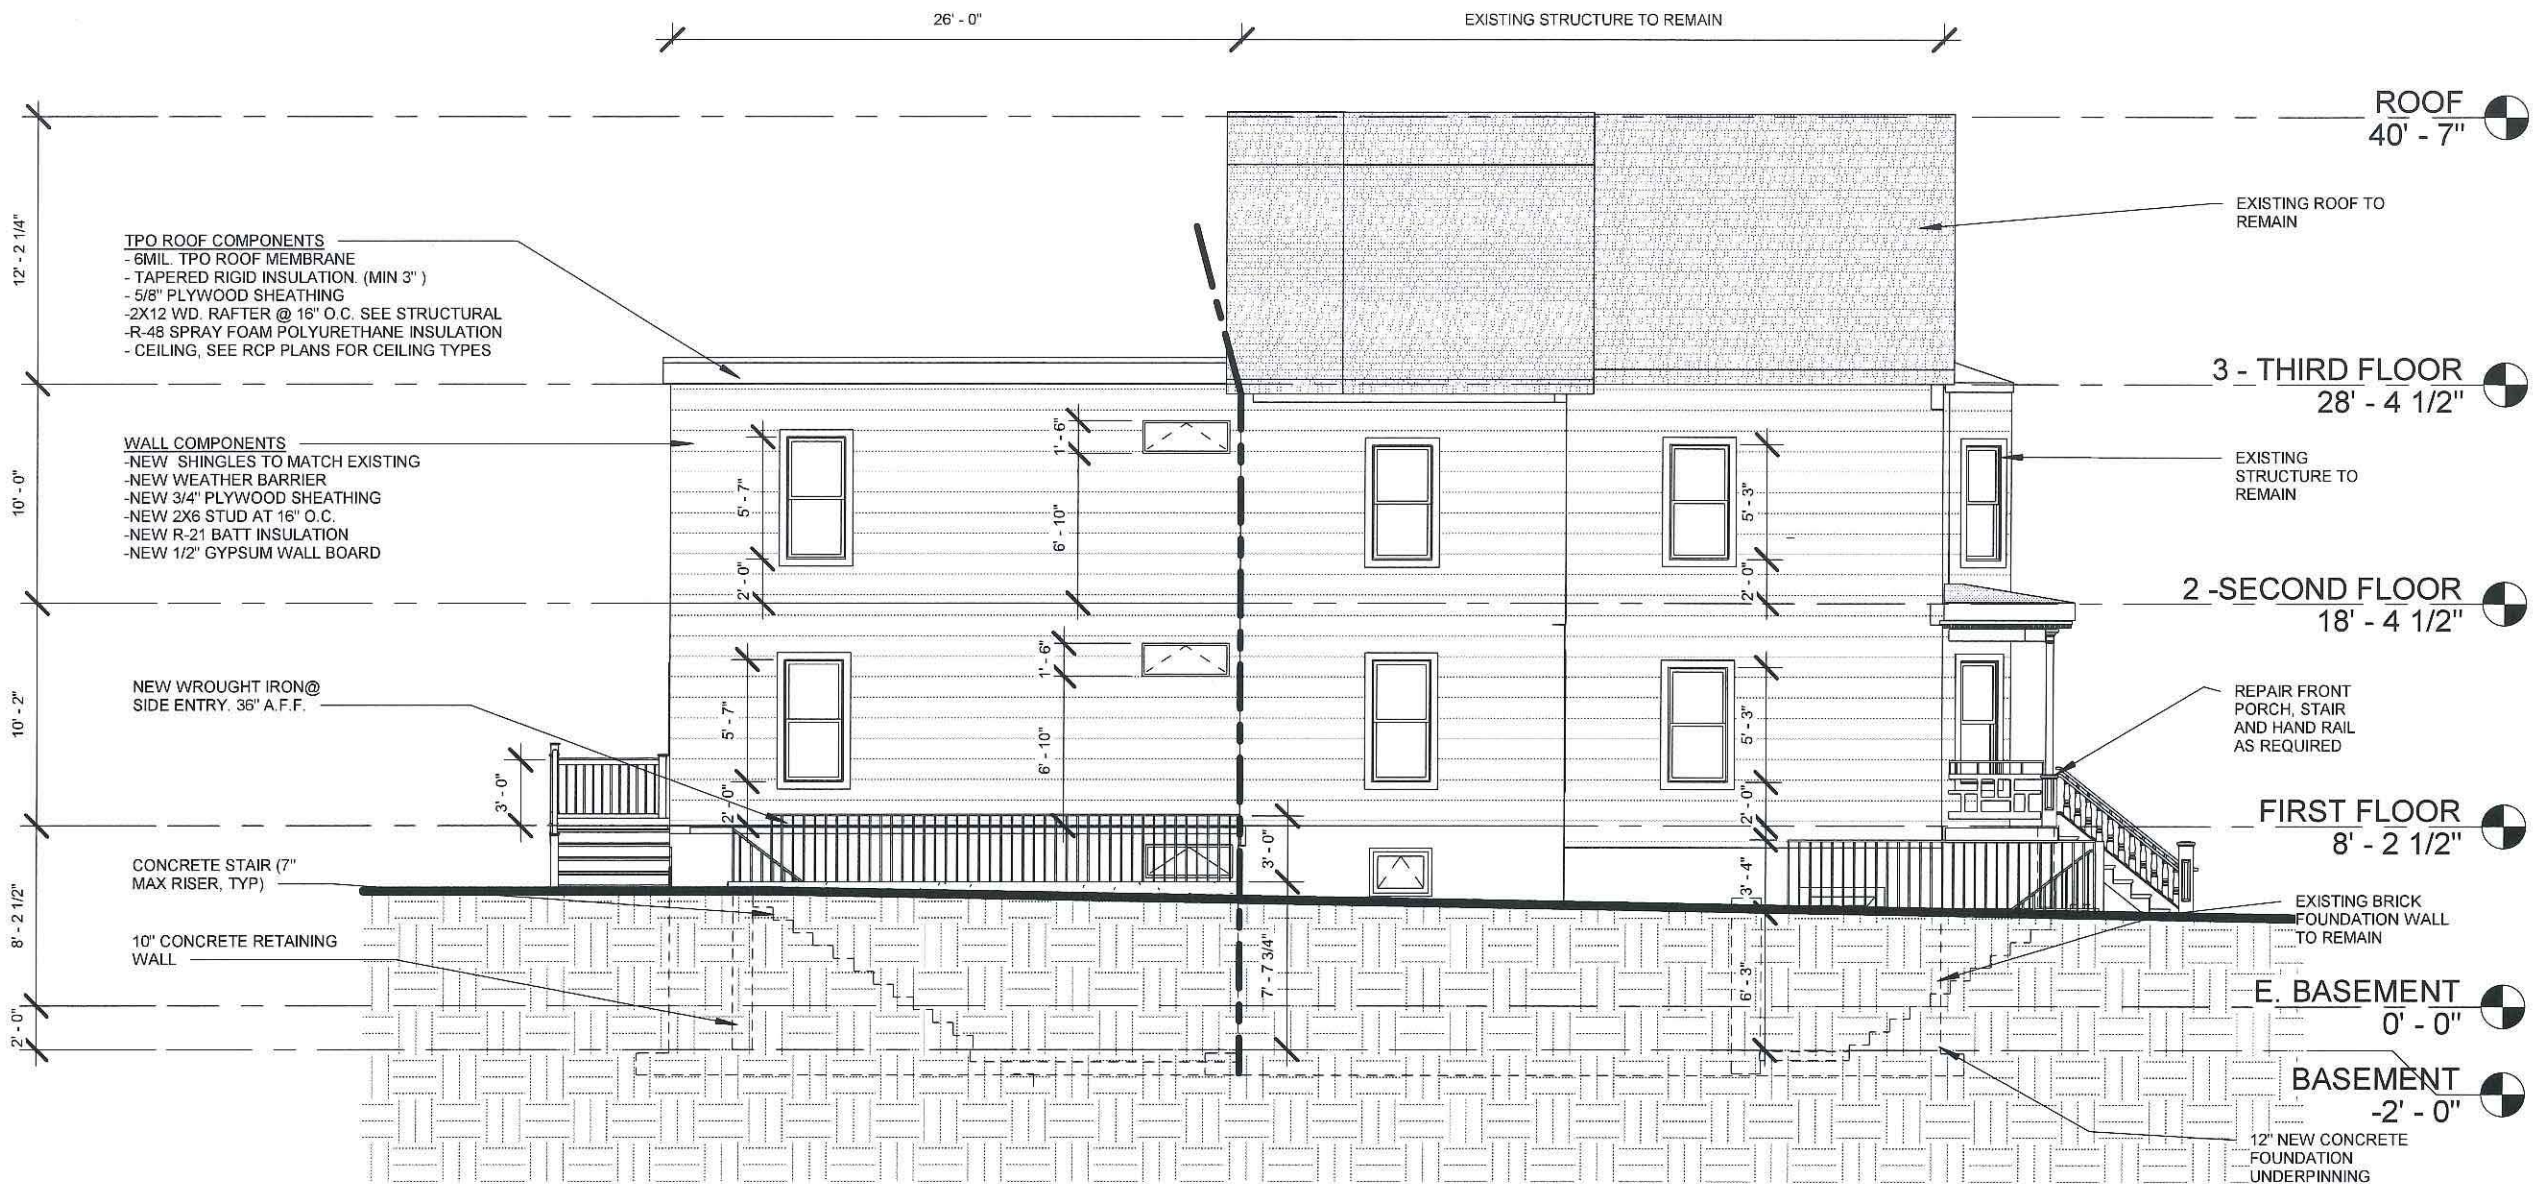 26' - 0"
EXISTING STRUCTURE TO REMAIN
ROOF
40' - 7"
12' - 2 1/4"
EXISTING ROOF TO
REMAIN
TPO ROOF COMPONENTS
- 6MIL. TPO ROOF MEMBRANE
- TAPERED RIGID INSULATION. (MIN 3" )
- 5/8" PLYWOOD SHEATHING
-2X12 WD. RAFTER @ 16" O.C. SEE STRUCTURAL
-R-48 SPRAY FOAM POLYURETHANE INSULATION
- CEILING, SEE RCP PLANS FOR CEILING TYPES
3 - THIRD FLOOR
28' - 4 1/2"
WALL COMPONENTS
-NEW SHINGLES TO MATCH EXISTING
-NEW WEATHER BARRIER
-NEW 3/4" PLYWOOD SHEATHING
-NEW 2X6 STUD AT 16" O.C.
-NEW R-21 BATT INSULATION
-NEW 1/2" GYPSUM WALL BOARD
10' - 0"
5' - 7"
2' - 0"
1' - 6"
6' - 10"
5' - 3"
2' - 0"
EXISTING
STRUCTURE TO
REMAIN
2 -SECOND FLOOR
18' - 4 1/2"
10' - 2"
NEW WROUGHT IRON@
SIDE ENTRY. 36" A.F.F.
3' - 0"
5' - 7"
2' - 0"
1' - 6"
6' - 10"
5' - 3"
2' - 0"
REPAIR FRONT
PORCH, STAIR
AND HAND RAIL
AS REQUIRED
FIRST FLOOR
8' - 2 1/2"
CONCRETE STAIR (7"
MAX RISER, TYP)
3' - 0"
3' - 4"
8' - 2 1/2"
10" CONCRETE RETAINING
WALL
7' - 7 3/4"
6' - 3"
EXISTING BRICK
FOUNDATION WALL
TO REMAIN
E. BASEMENT
0' - 0"
2' - 0"
BASEMENT
-2' - 0"
12" NEW CONCRETE
FOUNDATION
UNDERPINNING